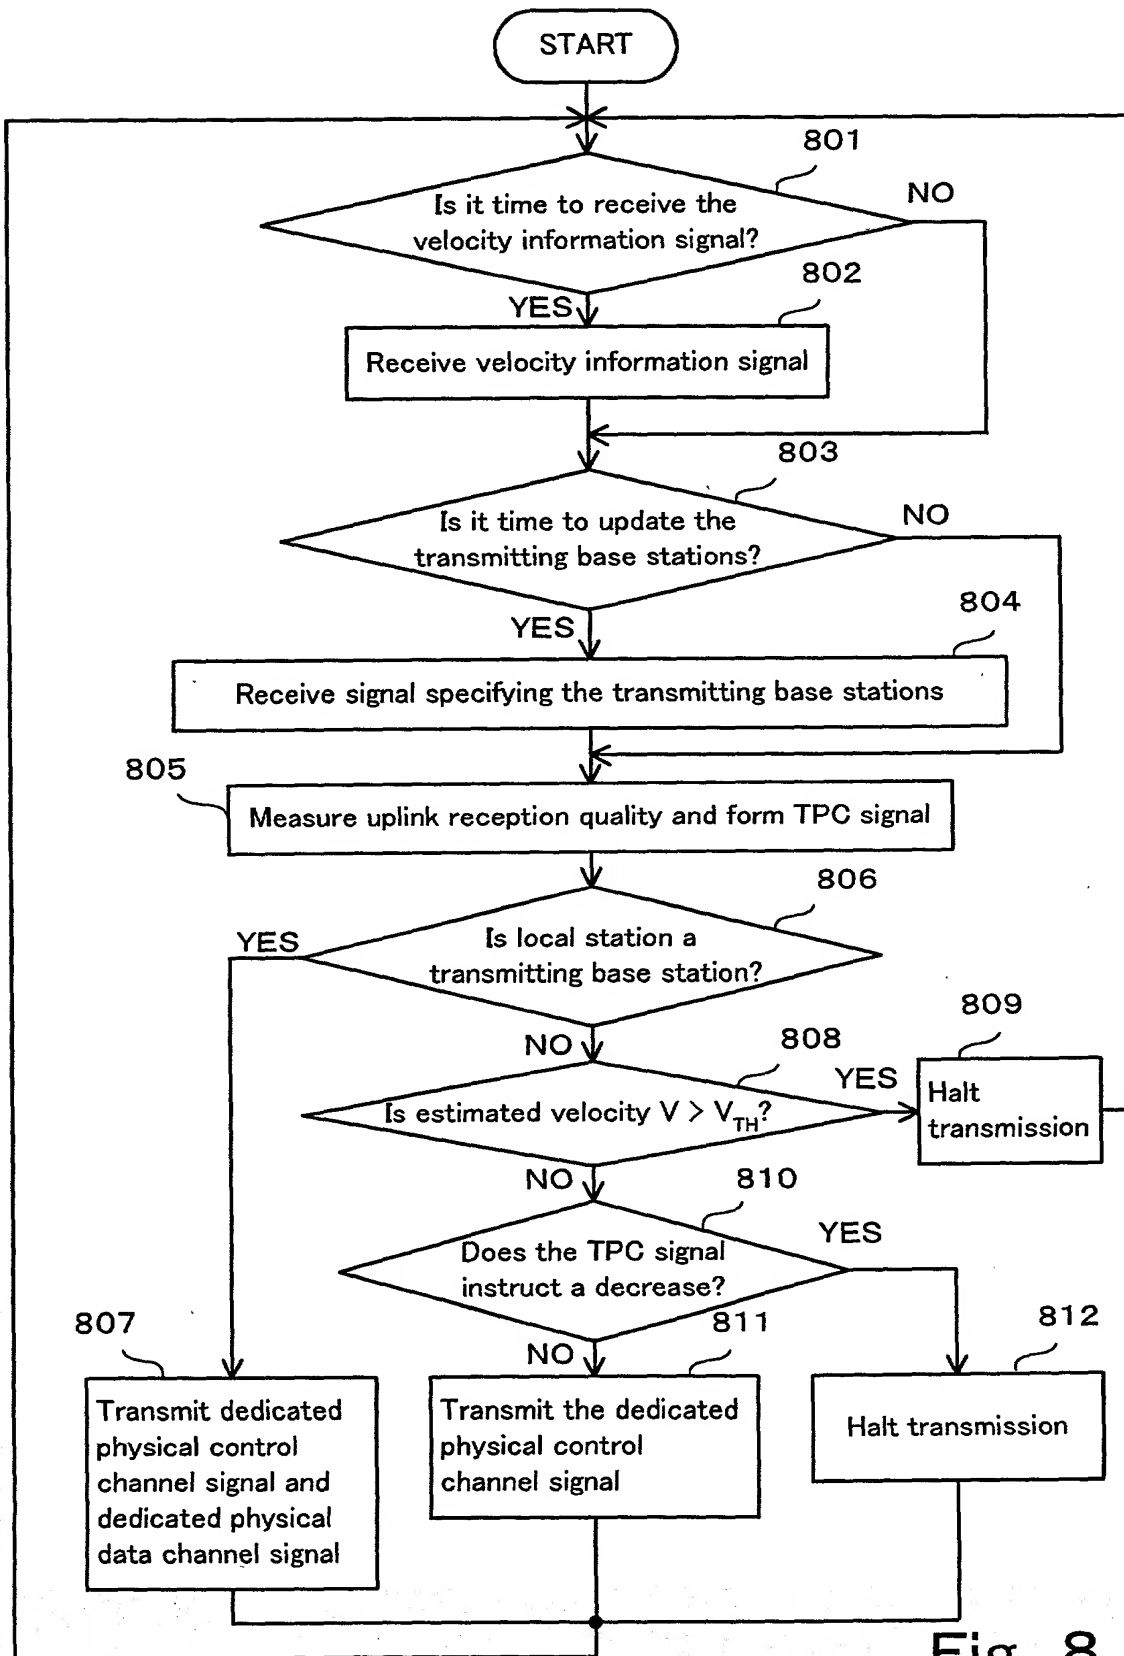 START
801
Is it time to receive the
velocity information signal?
NO
YES
802
Receive velocity information signal
803
Is it time to update the
transmitting base stations?
NO
YES
804
Receive signal specifying the transmitting base stations
805
Measure uplink reception quality and form TPC signal
806
Is local station a
transmitting base station?
YES
NO
808
Is estimated velocity V > VTH?
YES
809
Halt
transmission
NO
810
Does the TPC signal
instruct a decrease?
YES
NO
807
Transmit dedicated
physical control
channel signal and
dedicated physical
data channel signal
811
Transmit the dedicated
physical control
channel signal
812
Halt transmission
Fig. 8